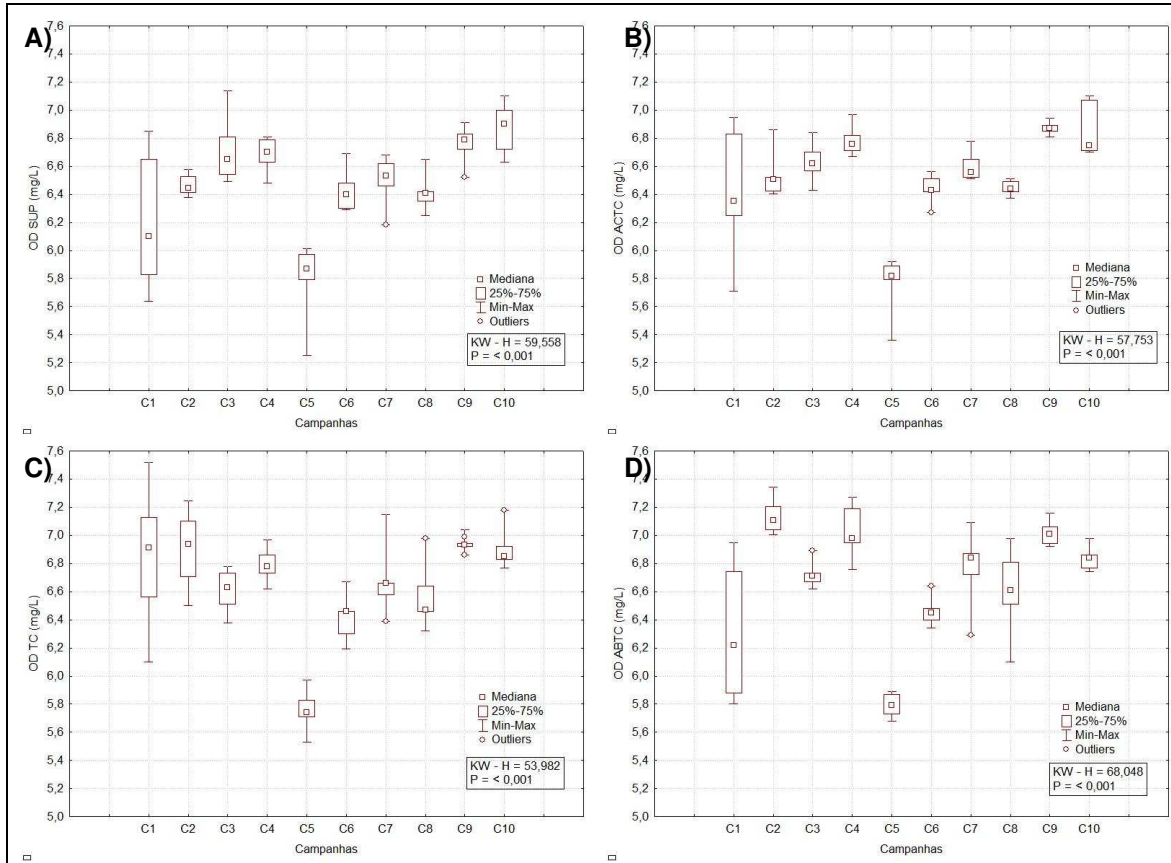 A)
7,6
7,4
7,2
7,0
6,8
6,6
6,4
6,2
6,0
5,8
5,6
5,4
5,2
5,0
OD SUP (mg/L)
C1 C2 C3 C4 C5 C6 C7 C8 C9 C10
Campanhas
Mediana
25%-75%
Min-Max
Outliers
KW - H = 59,558
P = < 0,001
B)
7,6
7,4
7,2
7,0
6,8
6,6
6,4
6,2
6,0
5,8
5,6
5,4
5,2
5,0
OD ACTC (mg/L)
C1 C2 C3 C4 C5 C6 C7 C8 C9 C10
Campanhas
Mediana
25%-75%
Min-Max
Outliers
KW - H = 57,753
P = < 0,001
C)
7,6
7,4
7,2
7,0
6,8
6,6
6,4
6,2
6,0
5,8
5,6
5,4
5,2
5,0
OD TC (mg/L)
C1 C2 C3 C4 C5 C6 C7 C8 C9 C10
Campanhas
Mediana
25%-75%
Min-Max
Outliers
KW - H = 53,982
P = < 0,001
D)
7,6
7,4
7,2
7,0
6,8
6,6
6,4
6,2
6,0
5,8
5,6
5,4
5,2
5,0
OD ABTC (mg/L)
C1 C2 C3 C4 C5 C6 C7 C8 C9 C10
Campanhas
Mediana
25%-75%
Min-Max
Outliers
KW - H = 68,048
P = < 0,001